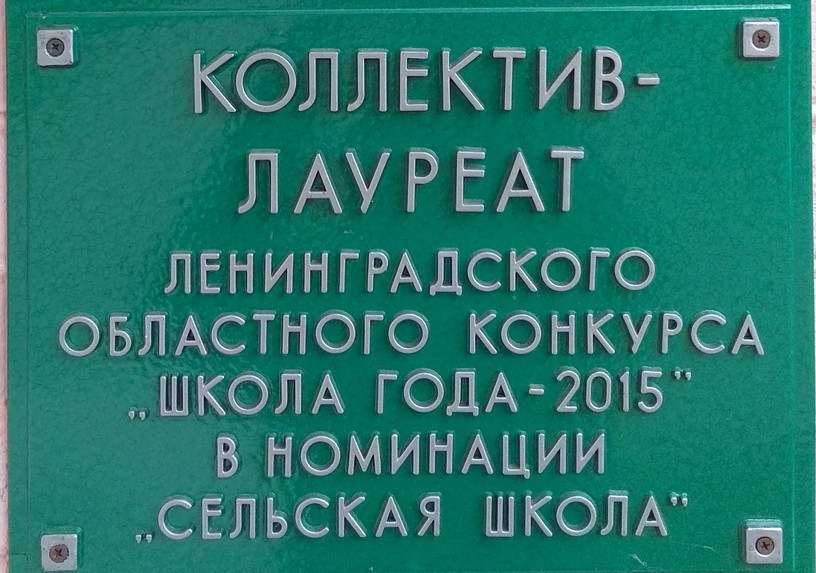 КОЛЛЕКТИВ-
ЛАУРЕАТ
ЛЕНИНГРАДСКОГО
ОБЛАСТНОГО КОНКУРСА
„ШКОЛА ГОДА-2015"
В НОМИНАЦИИ
„СЕЛЬСКАЯ ШКОЛА"